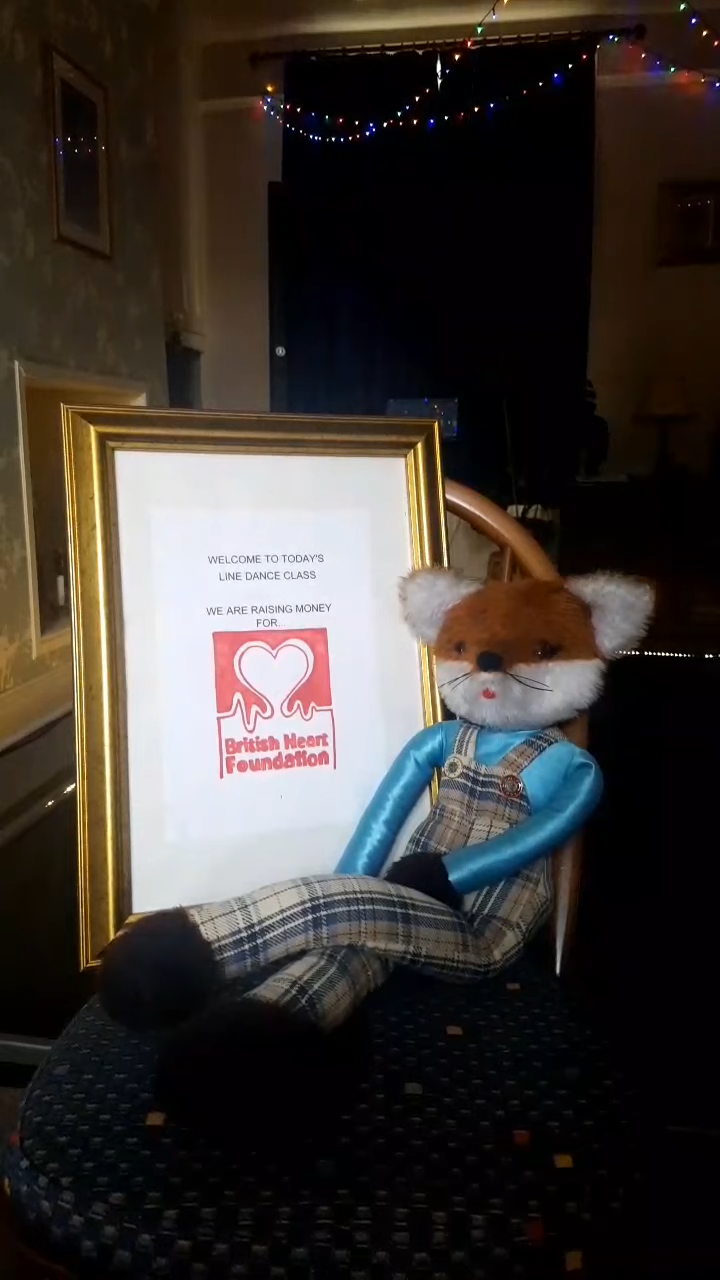 WELCOME TO TODAY'S
LINE DANCE CLASS
WE ARE RAISING MONEY
FOR...
British Heart
Foundation